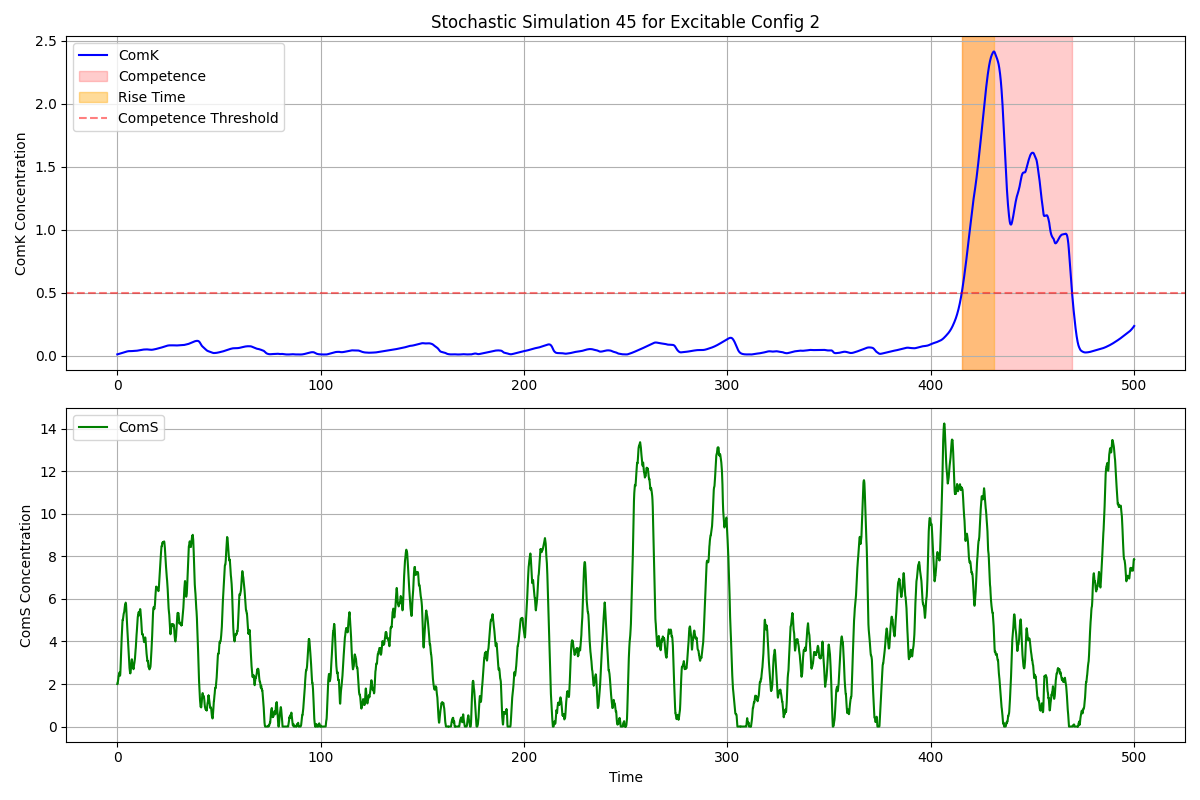 Stochastic Simulation 45 for Excitable Config 2
2.5
2.0
1.5
1.0
0.5
0.0
ComK Concentration
ComK
Competence
Rise Time
Competence Threshold
0 100 200 300 400 500
14
12
10
8
6
4
2
0
ComS Concentration
ComS
0 100 200 300 400 500
Time